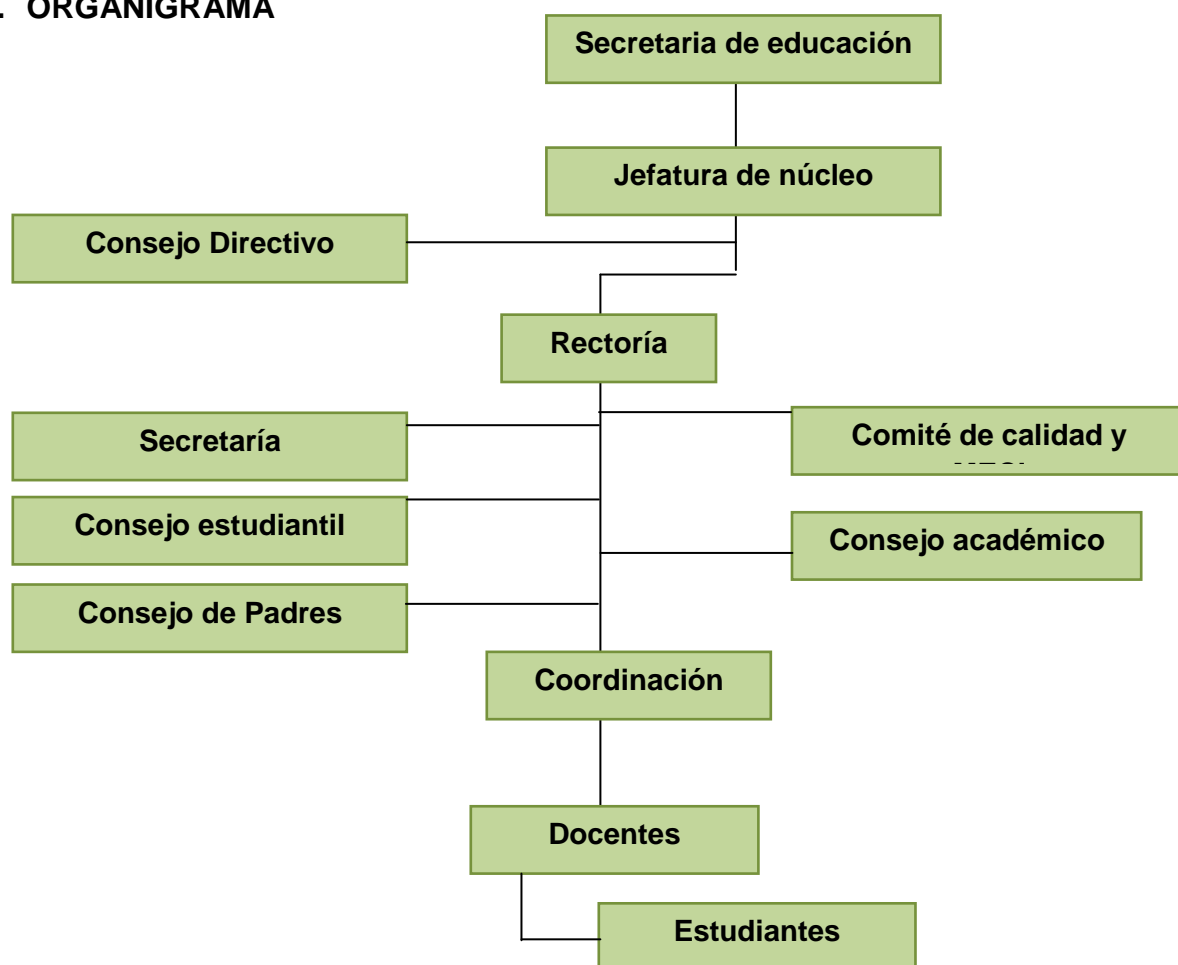 . ORGANIGRAMA
Secretaria de educación
Jefatura de núcleo
Consejo Directivo
Rectoría
Secretaría
Comité de calidad y
Consejo estudiantil
Consejo académico
Consejo de Padres
Coordinación
Docentes
Estudiantes